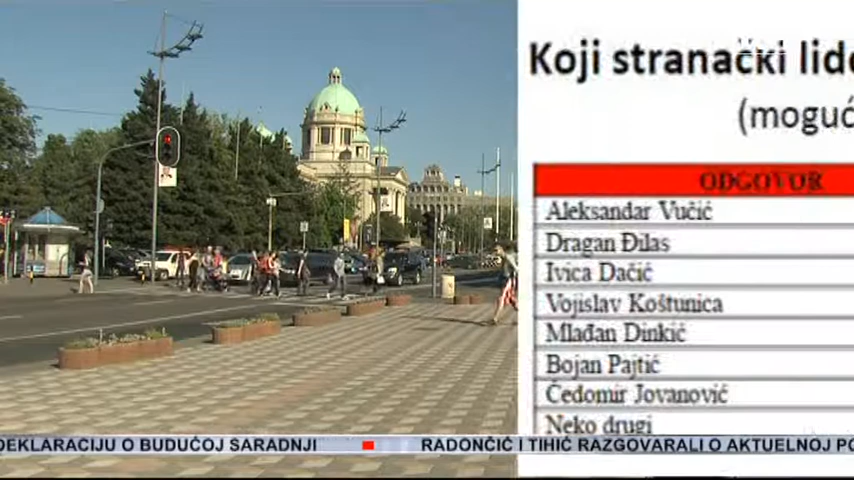 Koji stranački lide
(moguć
ODGOVOR
Aleksandar Vučić
Dragan Đilas
Ivica Dačić
Vojislav Koštunica
Mlađan Dinkić
Bojan Pajtić
Čedomir Jovanović
Neko drugi
DEKLARACIJU O BUDUĆOJ SARADNJI RADONČIĆ I TIHIĆ RAZGOVARALI O AKTUELNOJ PO